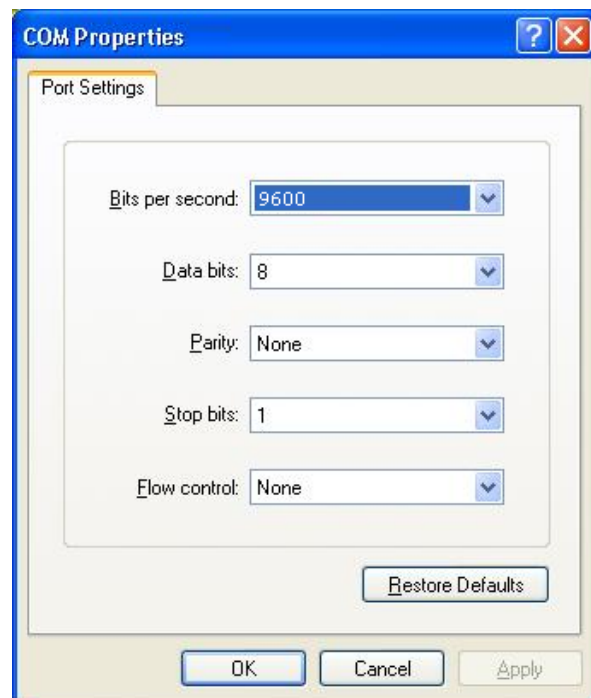 COM Properties
Port Settings
Bits per second: 9600
Data bits: 8
Parity: None
Stop bits: 1
Flow control: None
Restore Defaults
OK Cancel Apply